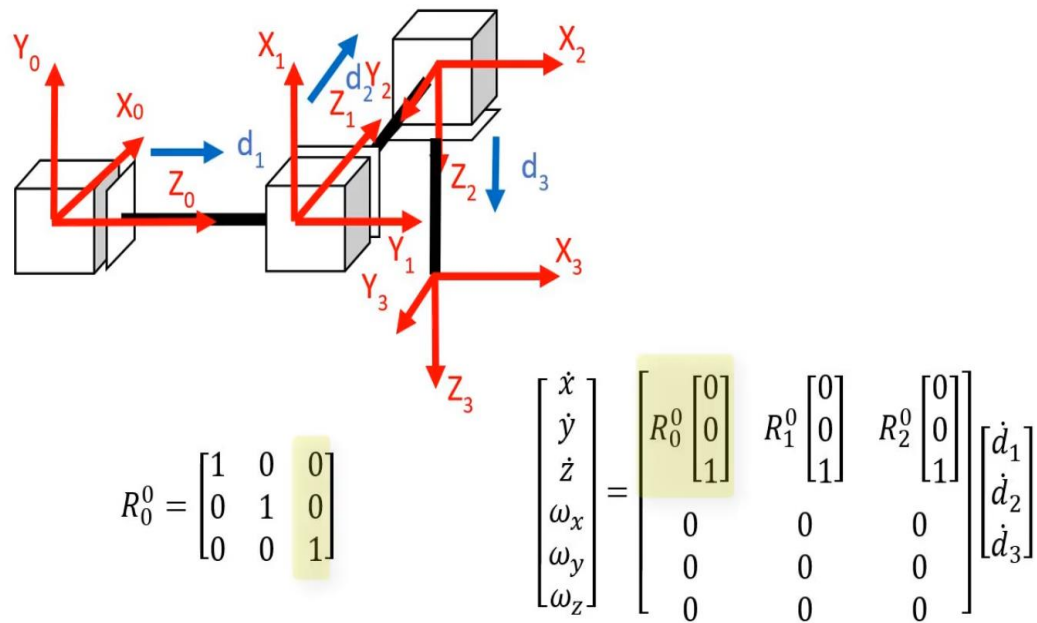 Y₀
X₀
d₁
Z₀
X₁
d₂
Y₂
Z₁
X₂
Z₂
d₃
Y₁
X₃
Y₃
Z₃
R₀⁰ = [1 0 0
0 1 0
0 0 1]
[ẋ
ẏ
ż
ωₓ
ω_y
ω_z] = [R₀⁰ [0 0 1] R₁⁰ [0 0 1] R₂⁰ [0 0 1]
0 0 0
0 0 0
0 0 0] [ḋ₁
ḋ₂
ḋ₃]